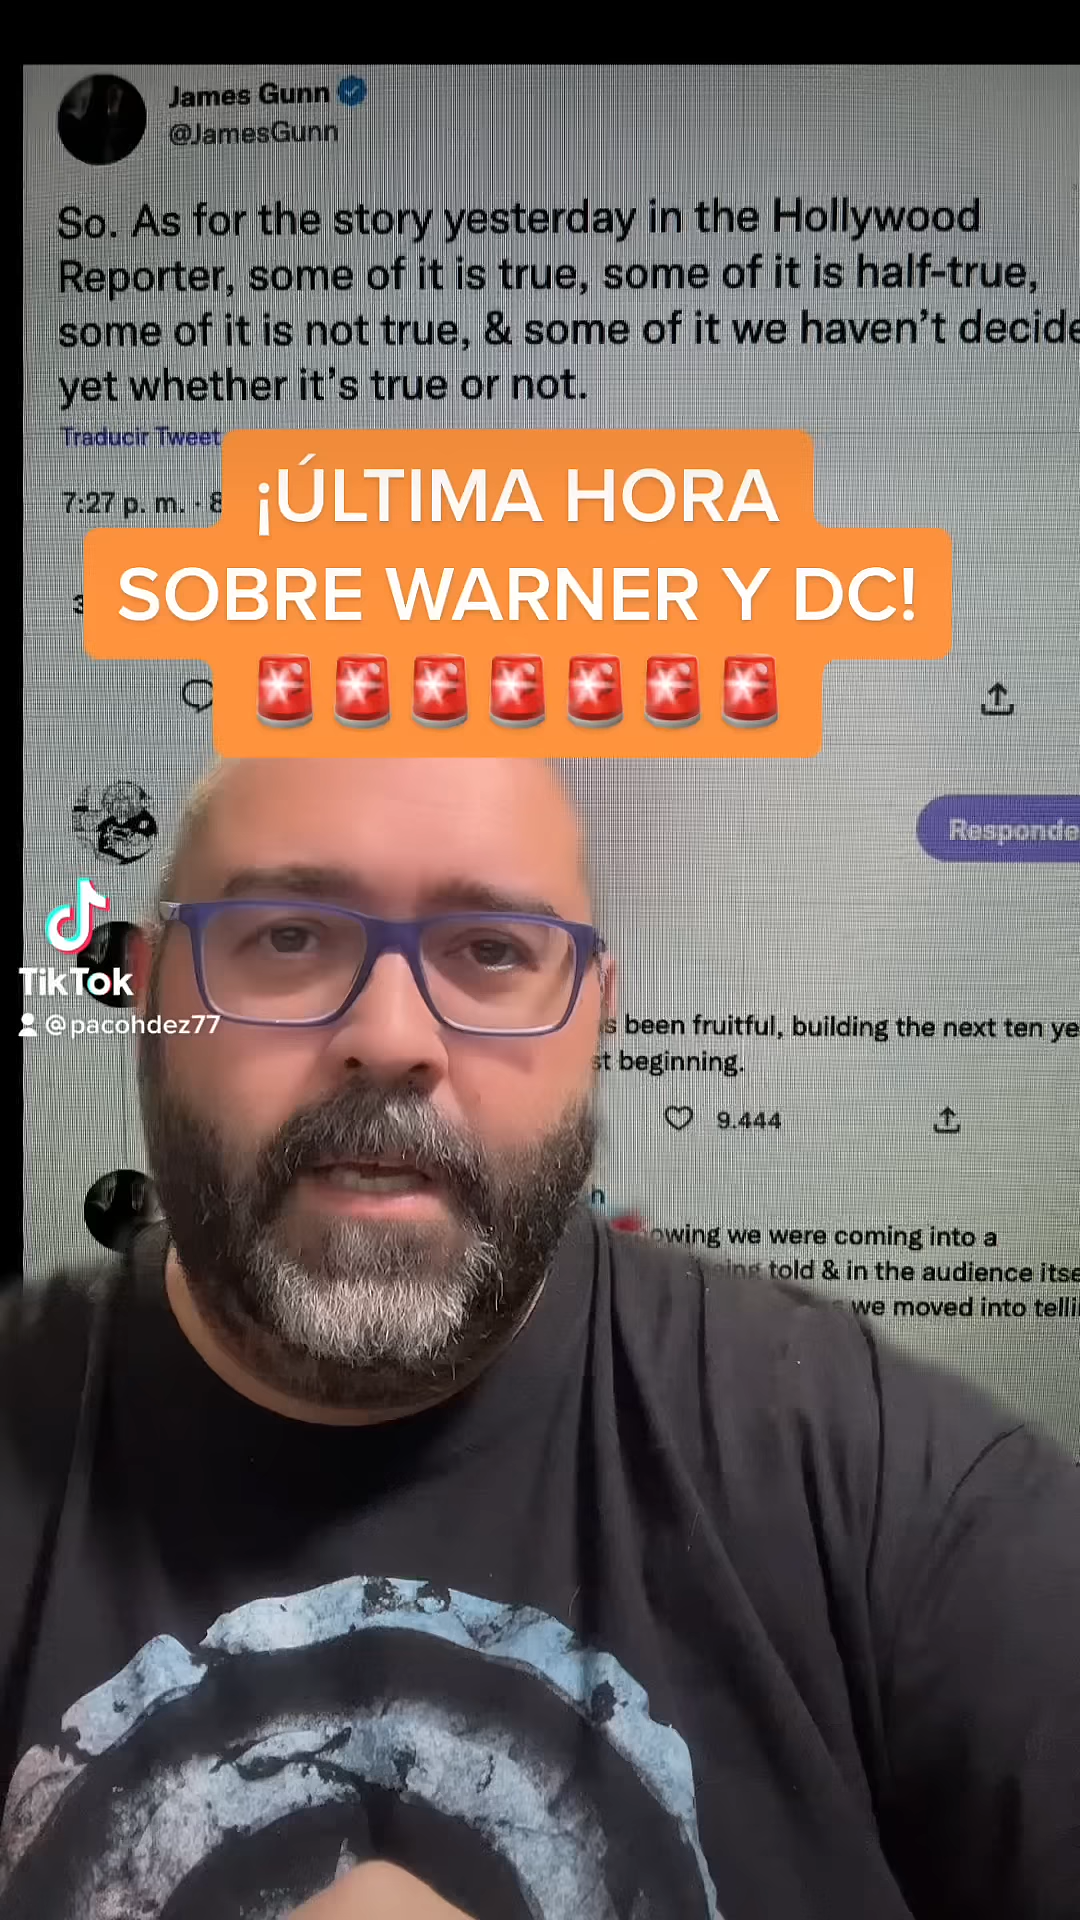 James Gunn
@JamesGunn
So. As for the story yesterday in the Hollywood
Reporter, some of it is true, some of it is half-true,
some of it is not true, & some of it we haven't decide
yet whether it's true or not.
Traducir Tweet
7:27 p. m. · 8
¡ÚLTIMA HORA
SOBRE WARNER Y DC!
3
Responde
TikTok
@pacohdez77
s been fruitful, building the next ten ye
st beginning.
9.444
n
owing we were coming into a
being told & in the audience itse
we moved into telli